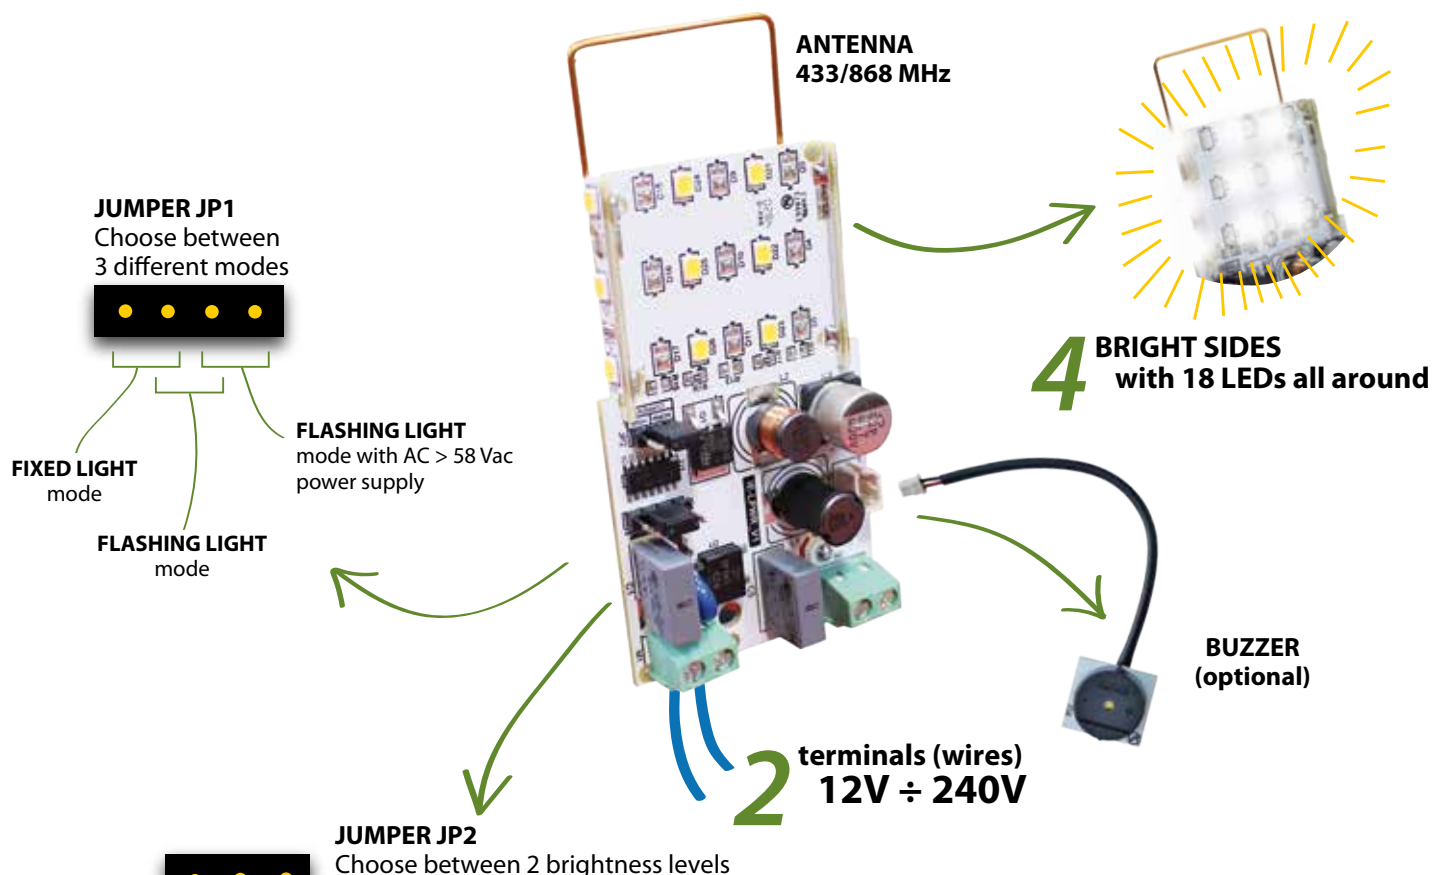 ANTENNA
433/868 MHz
JUMPER JP1
Choose between
3 different modes
4 BRIGHT SIDES
with 18 LEDs all around
FLASHING LIGHT
mode with AC > 58 Vac
power supply
FIXED LIGHT
mode
FLASHING LIGHT
mode
BUZZER
(optional)
2 terminals (wires)
12V ÷ 240V
JUMPER JP2
Choose between 2 brightness levels